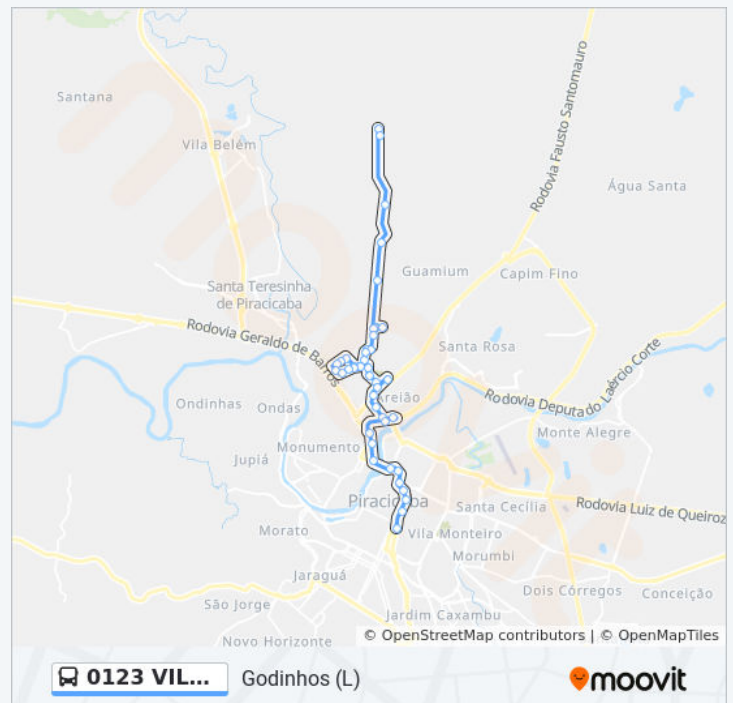 Santana
Vila Belém
Rodovia Fausto Santomauro
Água Santa
Guamium
Capim Fino
Santa Teresinha
de Piracicaba
Rodovia Geraldo de Barros
Santa Rosa
Rodovia Deputado Laércio Corte
Areião
Ondinhas
Ondas
Monte Alegre
Monumento
Jupiá
Piracicaba
Santa Cecília
Rodovia Luiz de Queiroz
Morato
Vila Monteiro
Morumbi
Jaraguá
Dois Córregos
Conceição
São Jorge
Jardim Caxambu
Novo Horizonte
© OpenStreetMap contributors | © OpenMapTiles
0123 VIL... Godinhos (L) moovit